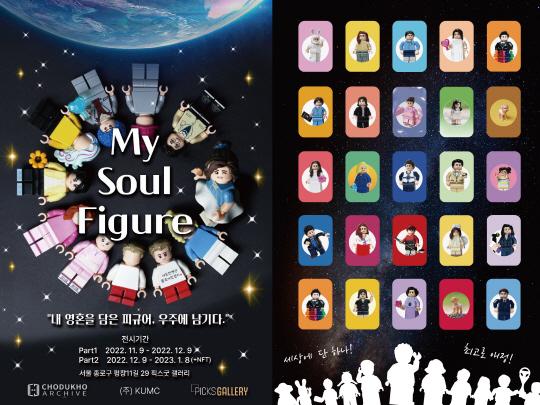 My
Soul
Figure
"내 영혼을 담은 피규어, 우주에 남기다."
전시기간
Part1 2022. 11. 9 - 2022. 12. 9
Part2 2022. 12. 9 - 2023. 1. 8 (+NFT)
서울 종로구 평창11길 29 픽스굿 갤러리
CHODUKHO
ARCHIVE
(주) KUMC
PICKSGALLERY
세상에 단 하나!
최고로 애정!